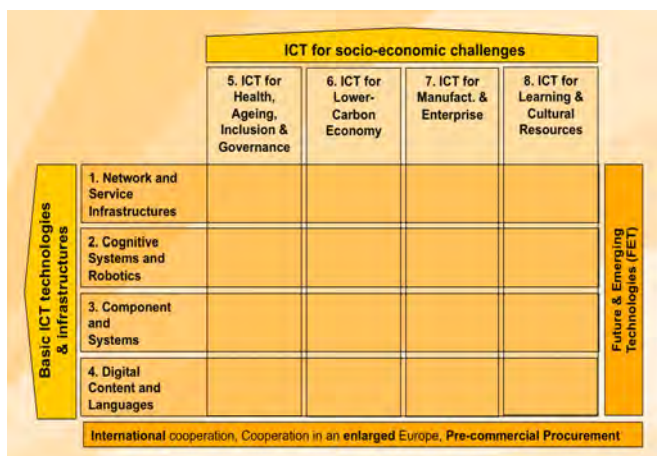 ICT for socio-economic challenges
5. ICT for
Health,
Ageing,
Inclusion &
Governance
6. ICT for
Lower-
Carbon
Economy
7. ICT for
Manufact. &
Enterprise
8. ICT for
Learning &
Cultural
Resources
Basic ICT technologies
& infrastructures
1. Network and
Service
Infrastructures
2. Cognitive
Systems and
Robotics
3. Component
and
Systems
4. Digital
Content and
Languages
Future & Emerging
Technologies (FET)
International cooperation, Cooperation in an enlarged Europe, Pre-commercial Procurement